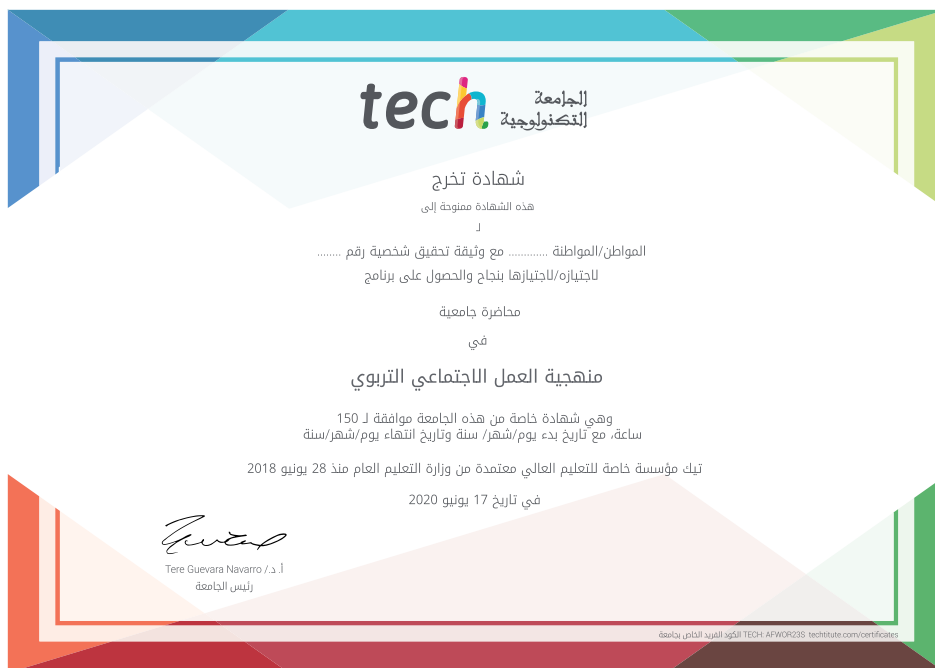 tech الجامعة
التكنولوجية
شهادة تخرج
هذه الشهادة ممنوحة إلى
لـ
المواطن/المواطنة ............ مع وثيقة تحقيق شخصية رقم ........
لاجتيازه/لاجتيازها بنجاح والحصول على برنامج
محاضرة جامعية
في
منهجية العمل الاجتماعي التربوي
وهي شهادة خاصة من هذه الجامعة موافقة لـ 150
ساعة، مع تاريخ بدء يوم/شهر/ سنة وتاريخ انتهاء يوم/شهر/سنة
تيك مؤسسة خاصة للتعليم العالي معتمدة من وزارة التعليم العام منذ 28 يونيو 2018
في تاريخ 17 يونيو 2020
أ. د./ Tere Guevara Navarro
رئيس الجامعة
الكود الفريد الخاص بجامعة TECH: AFWOR23S techtitute.com/certificates